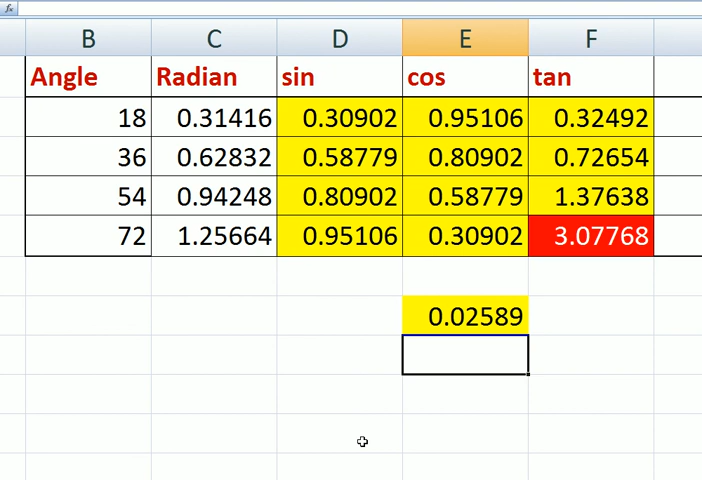 fx
B C D E F
Angle Radian sin cos tan
18 0.31416 0.30902 0.95106 0.32492
36 0.62832 0.58779 0.80902 0.72654
54 0.94248 0.80902 0.58779 1.37638
72 1.25664 0.95106 0.30902 3.07768
0.02589